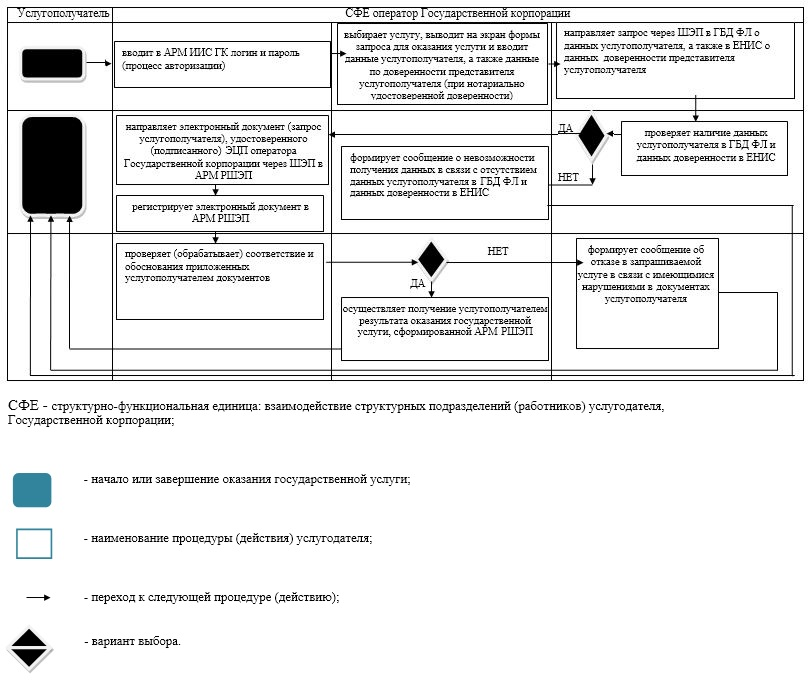 Услугополучатель
СФЕ оператор Государственной корпорации
вводит в АРМ ИИС ГК логин и пароль
(процесс авторизации)
выбирает услугу, выводит на экран формы
запроса для оказания услуги и вводит
данные услугополучателя, а также данные
по доверенности представителя
услугополучателя (при нотариально
удостоверенной доверенности)
направляет запрос через ШЭП в ГБД ФЛ о
данных услугополучателя, а также в ЕНИС о
данных доверенности представителя
услугополучателя
направляет электронный документ (запрос
услугополучателя), удостоверенного
(подписанного) ЭЦП оператора
Государственной корпорации через ШЭП в
АРМ РШЭП
формирует сообщение о невозможности
получения данных в связи с отсутствием
данных услугополучателя в ГБД ФЛ и
данных доверенности в ЕНИС
ДА
НЕТ
проверяет наличие данных
услугополучателя в ГБД ФЛ и
данных доверенности в ЕНИС
регистрирует электронный документ в
АРМ РШЭП
проверяет (обрабатывает) соответствие и
обоснования приложенных
услугополучателем документов
НЕТ
ДА
формирует сообщение об
отказе в запрашиваемой
услуге в связи с имеющимися
нарушениями в документах
услугополучателя
осуществляет получение услугополучателем
результата оказания государственной
услуги, сформированной АРМ РШЭП
СФЕ - структурно-функциональная единица: взаимодействие структурных подразделений (работников) услугодателя,
Государственной корпорации;
- начало или завершение оказания государственной услуги;
- наименование процедуры (действия) услугодателя;
- переход к следующей процедуре (действию);
- вариант выбора.